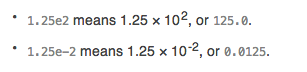 • 1.25e2 means 1.25 × 10², or 125.0.
• 1.25e-2 means 1.25 × 10⁻², or 0.0125.